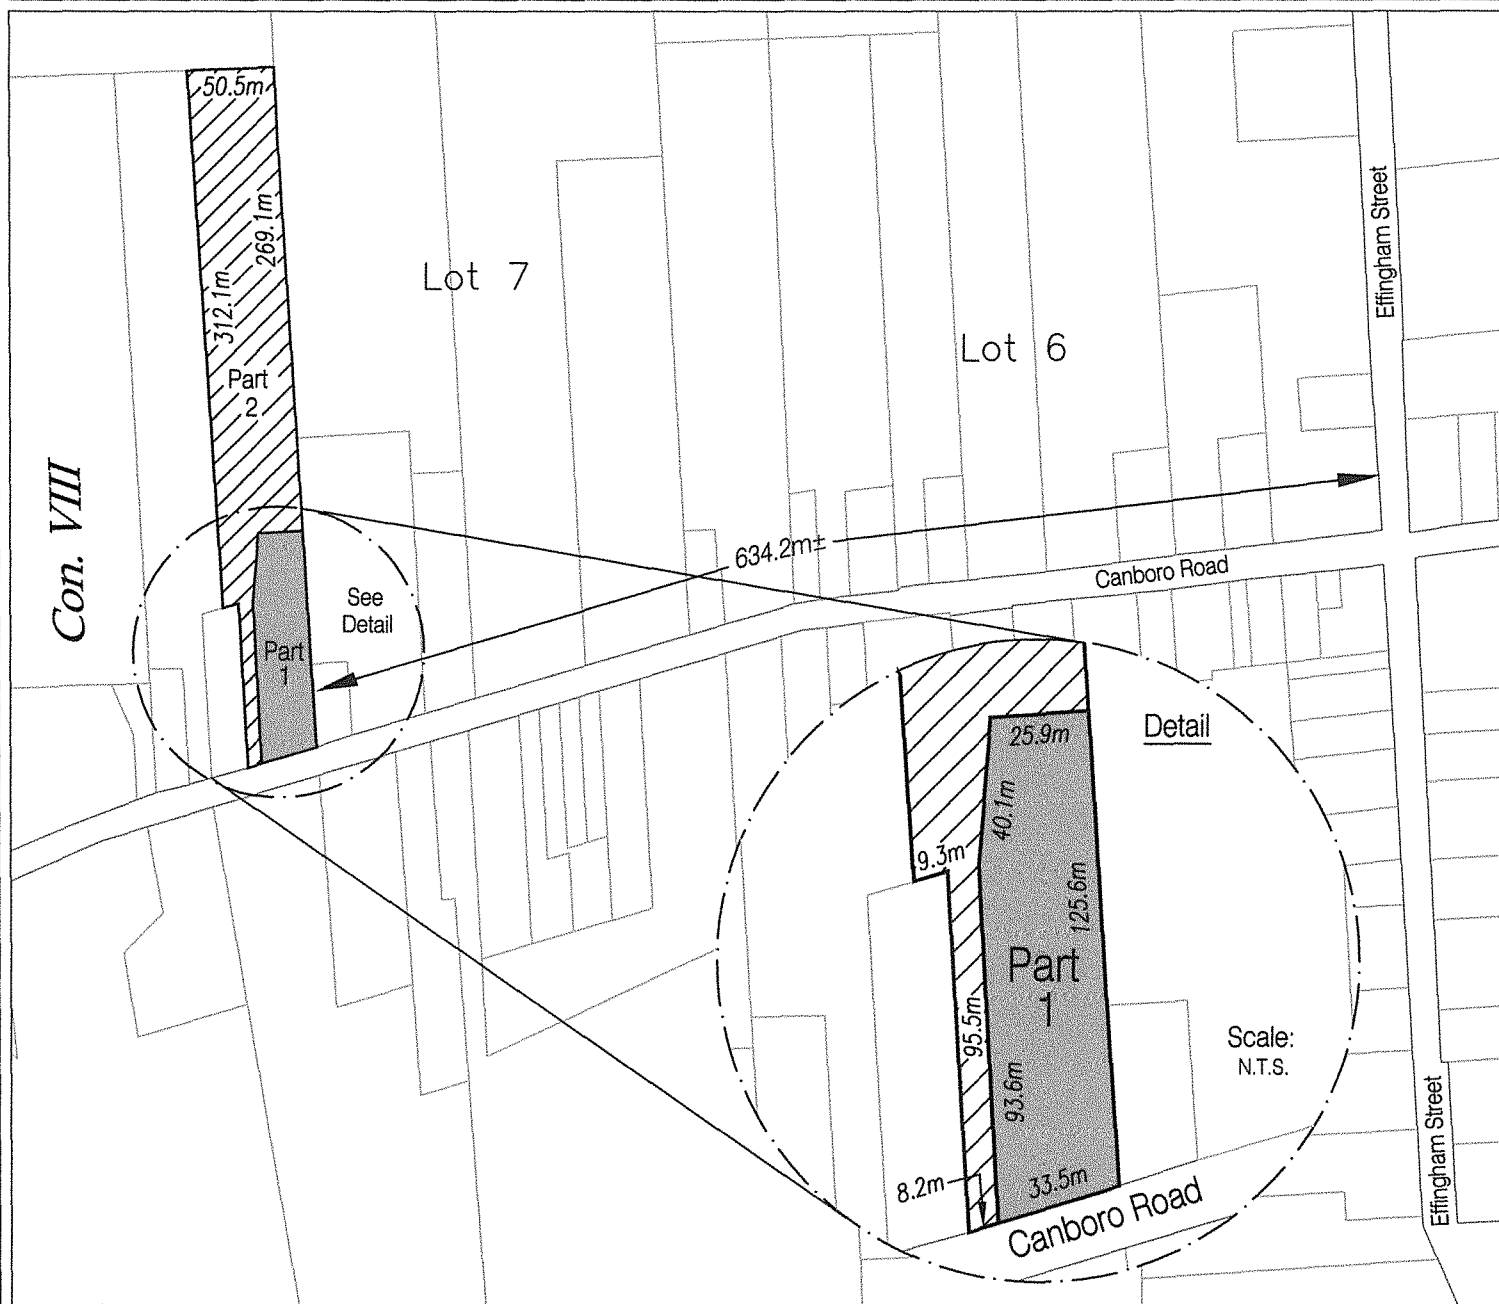 50.5m
269.1m
312.1m
Part
2
Lot 7
Lot 6
Effingham Street
Con. VIII
See
Detail
Part
1
634.2m±
Canboro Road
Detail
25.9m
40.1m
9.3m
125.6m
Part
1
95.5m
93.6m
Scale:
N.T.S.
8.2m
33.5m
Canboro Road
Effingham Street